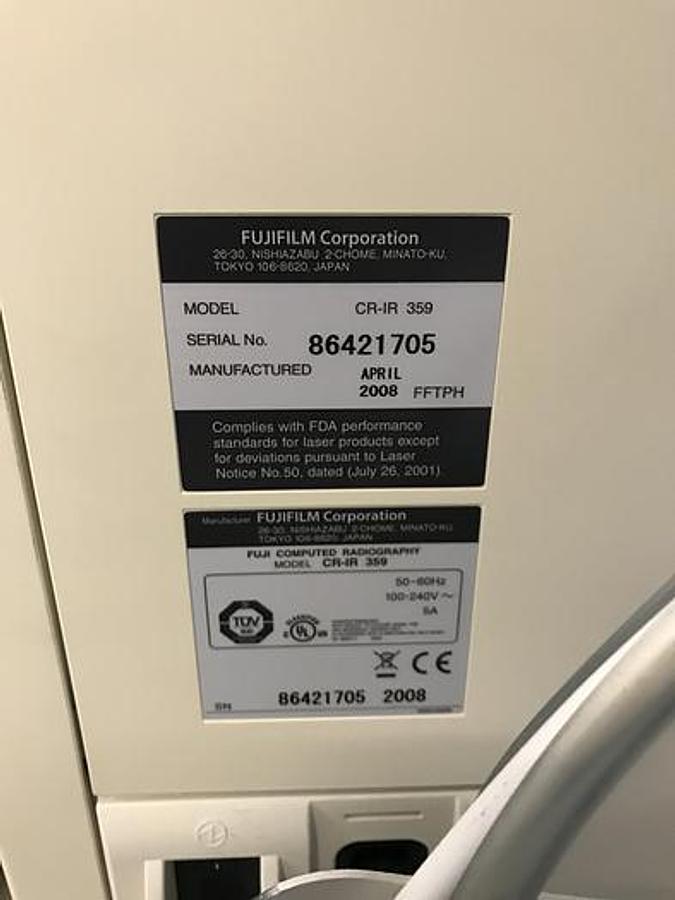 FUJIFILM Corporation
26-30, NISHIAZABU 2-CHOME, MINATO-KU,
TOKYO 106-8620, JAPAN
MODEL CR-IR 359
SERIAL No. 86421705
MANUFACTURED APRIL
2008 FFTPH
Complies with FDA performance
standards for laser products except
for deviations pursuant to Laser
Notice No.50, dated (July 26, 2001)
Manufacturer FUJIFILM Corporation
26-30, NISHIAZABU 2-CHOME, MINATO-KU,
TOKYO 106-8620, JAPAN
FUJI COMPUTED RADIOGRAPHY
MODEL CR-IR 359
50-60Hz
100-240V ~
5A
TÜV
UL
CE
SN 86421705 2008